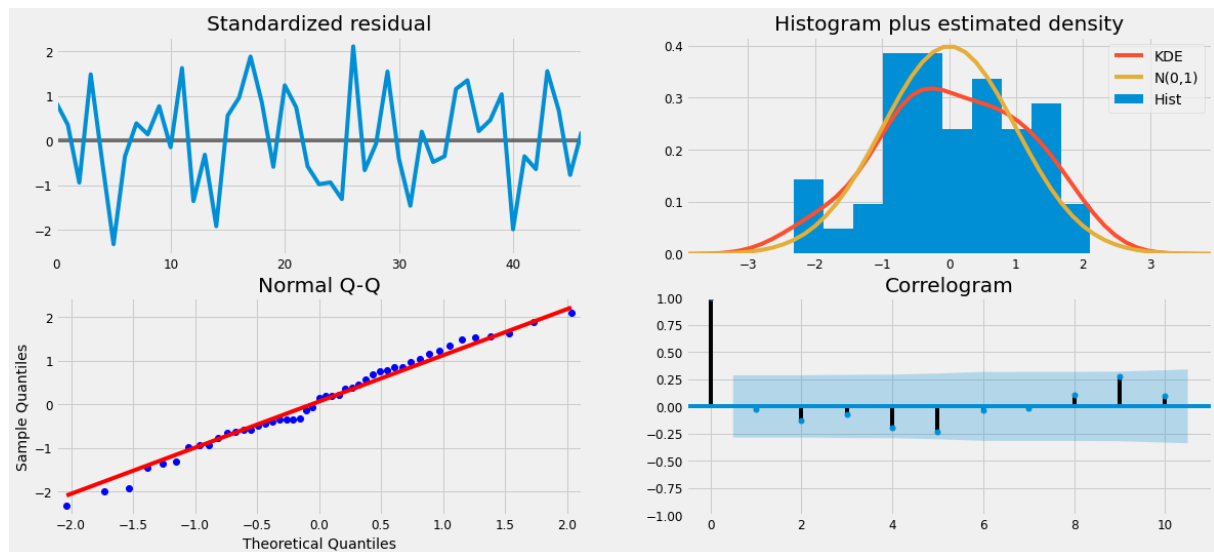 Standardized residual
2
1
0
−1
−2
0 10 20 30 40
Histogram plus estimated density
0.4
0.3
0.2
0.1
0.0
−3 −2 −1 0 1 2 3
KDE
N(0,1)
Hist
Normal Q-Q
Sample Quantiles
2
1
0
−1
−2
−2.0 −1.5 −1.0 −0.5 0.0 0.5 1.0 1.5 2.0
Theoretical Quantiles
Correlogram
1.00
0.75
0.50
0.25
0.00
−0.25
−0.50
−0.75
−1.00
0 2 4 6 8 10